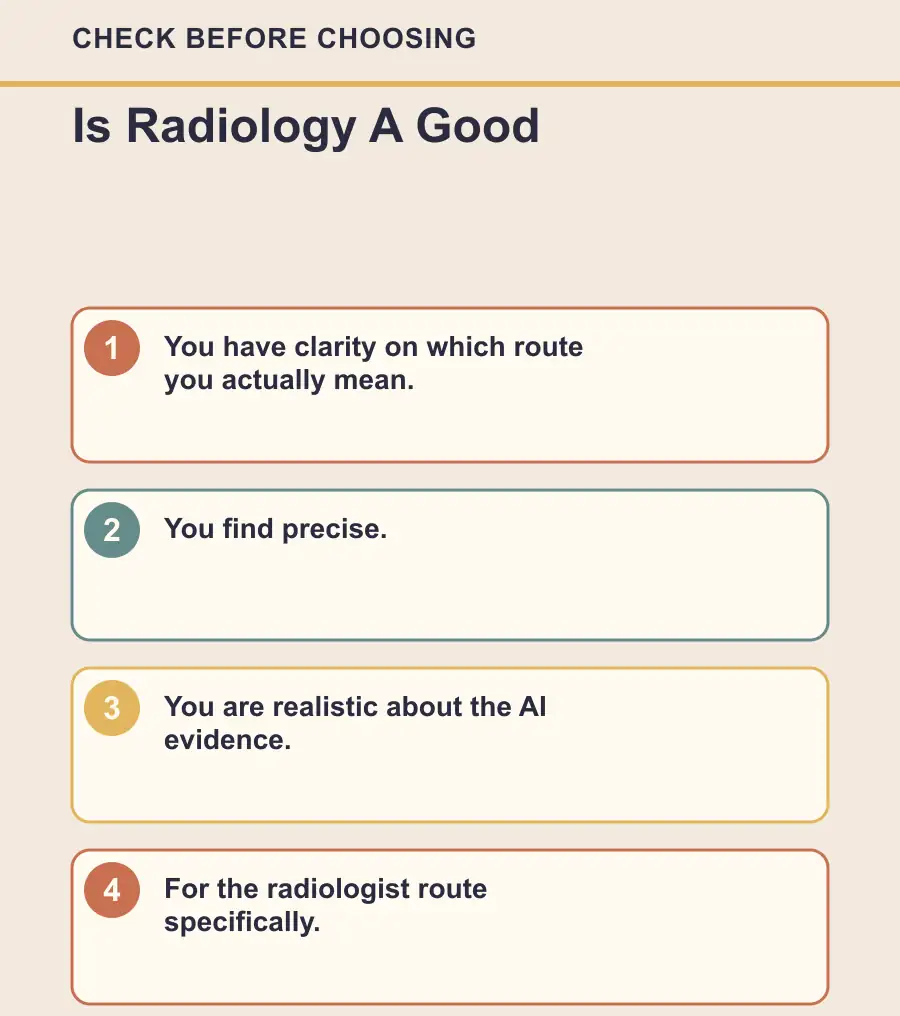 CHECK BEFORE CHOOSING
Is Radiology A Good
1
You have clarity on which route
you actually mean.
2
You find precise.
3
You are realistic about the AI
evidence.
4
For the radiologist route
specifically.